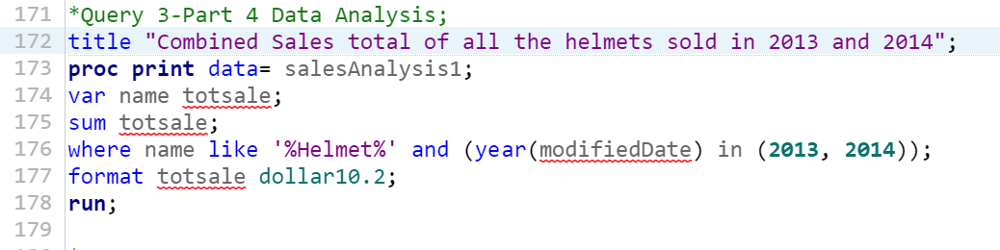 171 *Query 3-Part 4 Data Analysis;
172 title "Combined Sales total of all the helmets sold in 2013 and 2014";
173 proc print data= salesAnalysis1;
174 var name totsale;
175 sum totsale;
176 where name like '%Helmet%' and (year(modifiedDate) in (2013, 2014));
177 format totsale dollar10.2;
178 run;
179